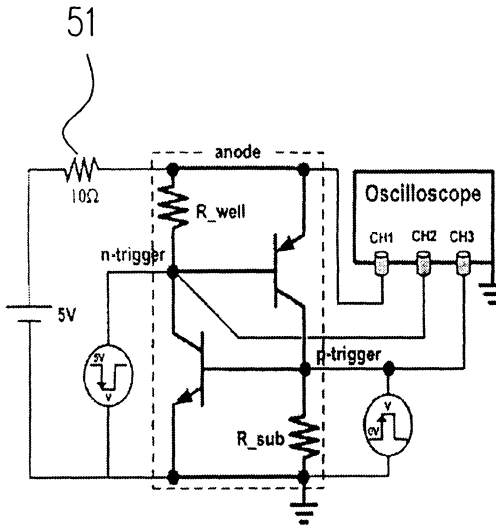 51
anode
10Ω
R_well
Oscilloscope
CH1 CH2 CH3
n-trigger
5V
p-trigger
5V
V
V
0V
R_sub